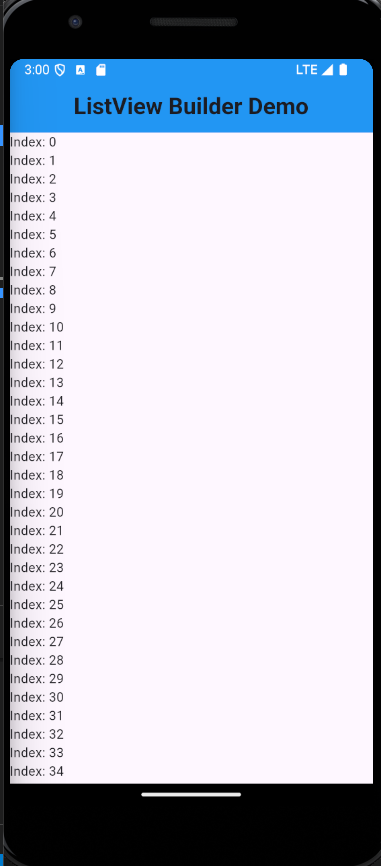 3:00 A LTE
ListView Builder Demo
Index: 0
Index: 1
Index: 2
Index: 3
Index: 4
Index: 5
Index: 6
Index: 7
Index: 8
Index: 9
Index: 10
Index: 11
Index: 12
Index: 13
Index: 14
Index: 15
Index: 16
Index: 17
Index: 18
Index: 19
Index: 20
Index: 21
Index: 22
Index: 23
Index: 24
Index: 25
Index: 26
Index: 27
Index: 28
Index: 29
Index: 30
Index: 31
Index: 32
Index: 33
Index: 34